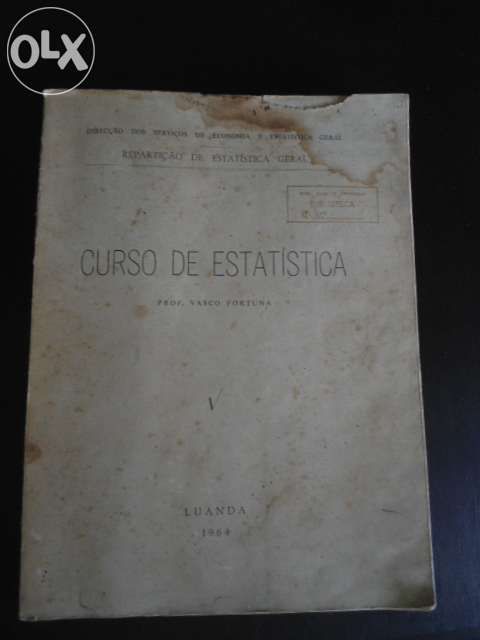 OLX
DIRECÇÃO DOS SERVIÇOS DE ECONOMIA E ESTATÍSTICA GERAL
REPARTIÇÃO DE ESTATÍSTICA GERAL
BIBLIOTECA
CURSO DE ESTATÍSTICA
PROF. VASCO FORTUNA
LUANDA
1964